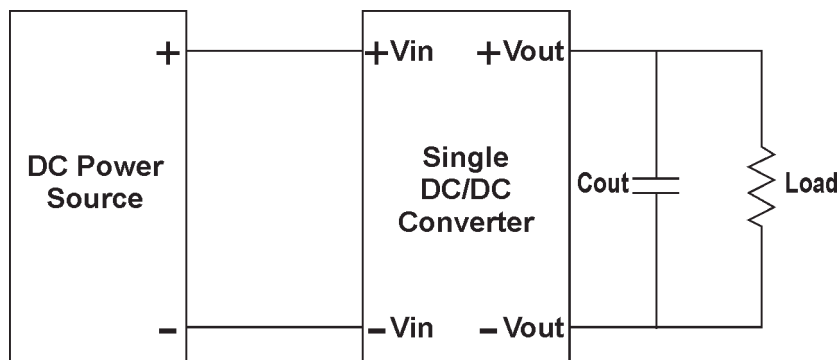 +
+Vin
+Vout
DC Power
Source
Single
DC/DC
Converter
Cout
Load
-
-Vin
-Vout